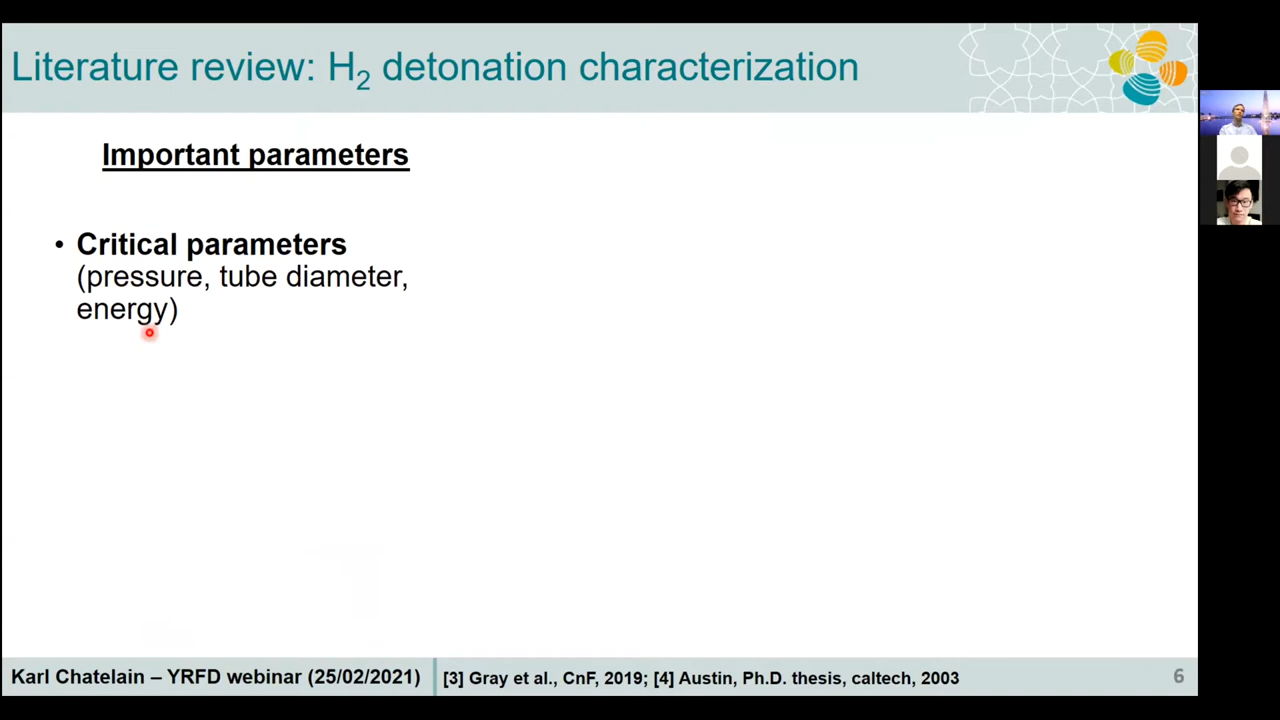 Literature review: H₂ detonation characterization
Important parameters
• Critical parameters
(pressure, tube diameter,
energy)
Karl Chatelain – YRFD webinar (25/02/2021)
[3] Gray et al., CnF, 2019; [4] Austin, Ph.D. thesis, caltech, 2003
6